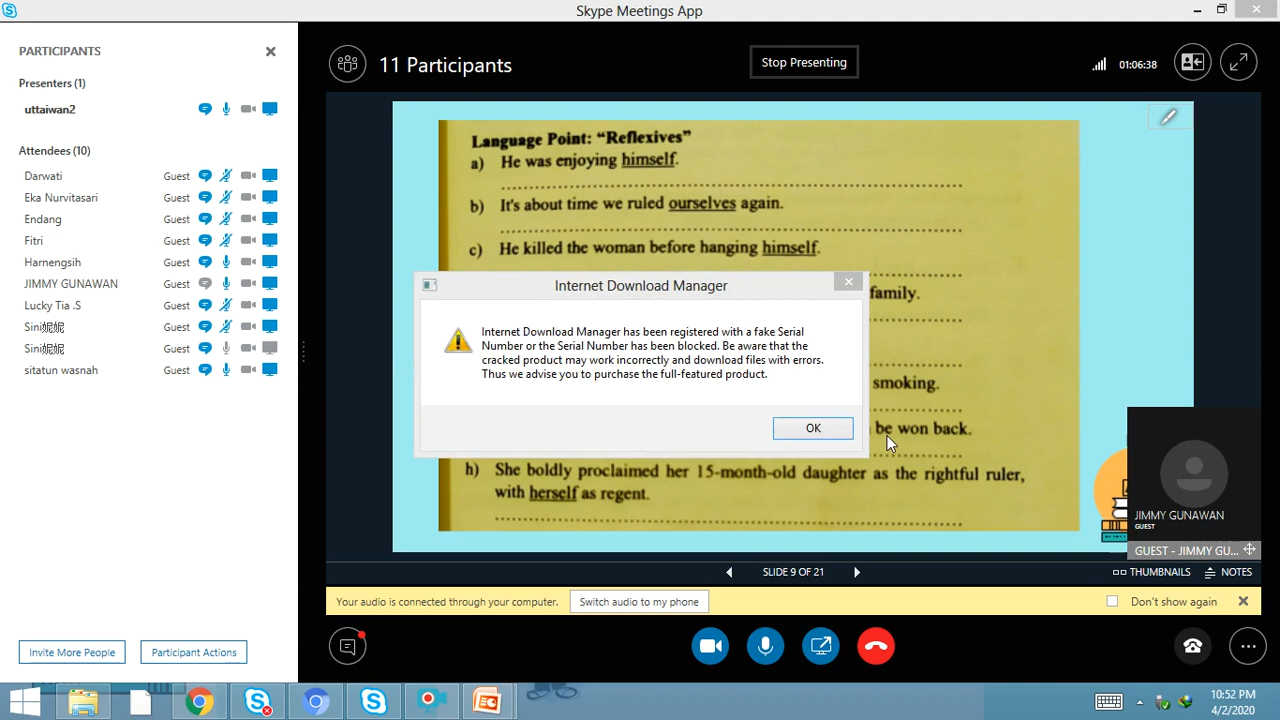 Skype Meetings App
PARTICIPANTS
Presenters (1)
uttaiwan2
Attendees (10)
Darwati Guest
Eka Nurvitasari Guest
Endang Guest
Fitri Guest
Harnengsih Guest
JIMMY GUNAWAN Guest
Lucky Tia .S Guest
Sini妮妮 Guest
Sini妮妮 Guest
sitatun wasnah Guest
Invite More People
Participant Actions
11 Participants
Stop Presenting
01:06:38
Language Point: “Reflexives”
a) He was enjoying himself.
b) It's about time we ruled ourselves again.
c) He killed the woman before hanging himself.
family.
smoking.
be won back.
h) She boldly proclaimed her 15-month-old daughter as the rightful ruler,
with herself as regent.
Internet Download Manager
Internet Download Manager has been registered with a fake Serial
Number or the Serial Number has been blocked. Be aware that the
cracked product may work incorrectly and download files with errors.
Thus we advise you to purchase the full-featured product.
OK
JIMMY GUNAWAN
GUEST
GUEST - JIMMY GU...
SLIDE 9 OF 21
THUMBNAILS
NOTES
Your audio is connected through your computer.
Switch audio to my phone
Don't show again
10:52 PM
4/2/2020